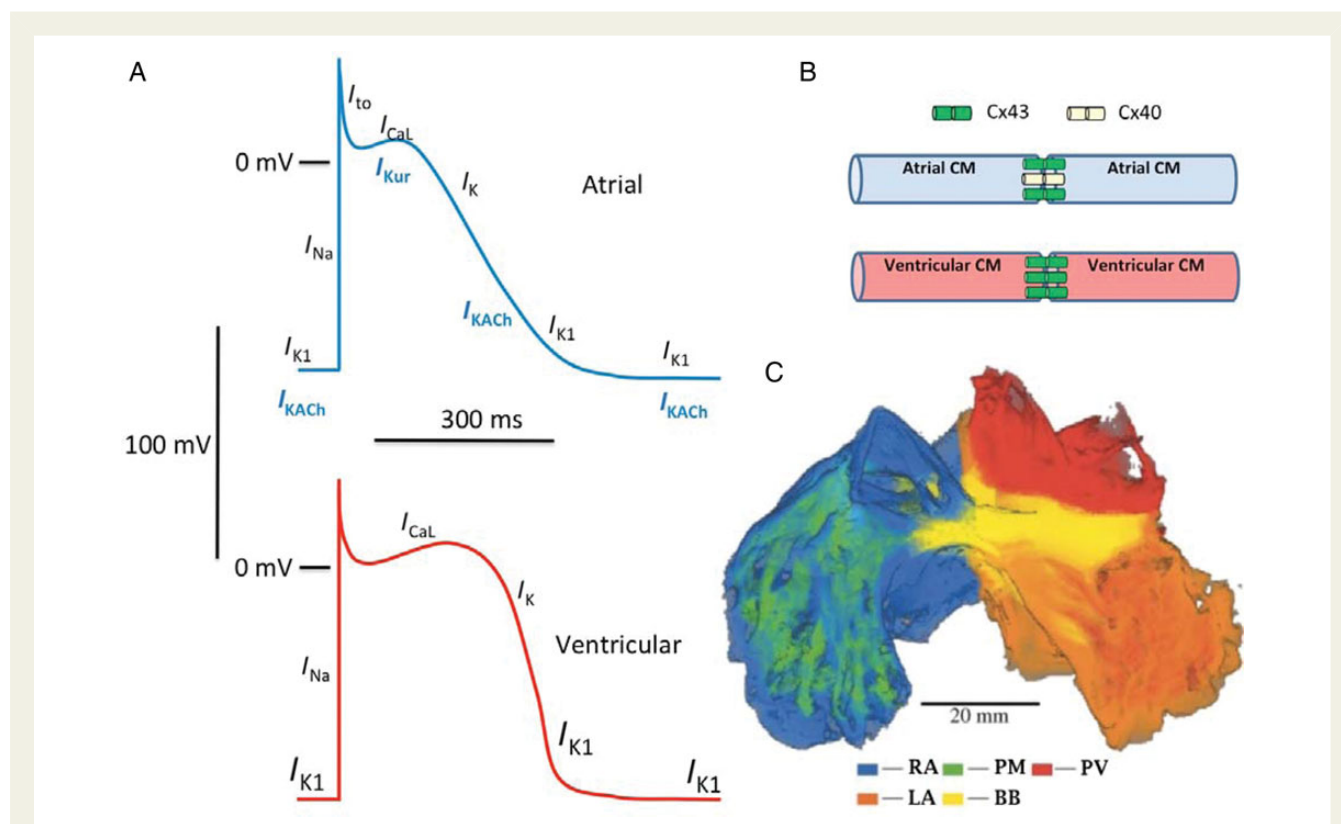 A
Ito
ICaL
0 mV
IKur
IK
Atrial
INa
IKACh
IK1
IK1
IK1
IKACh
IKACh
300 ms
100 mV
ICaL
0 mV
IK
Ventricular
INa
IK1
IK1
IK1
B
Cx43 Cx40
Atrial CM Atrial CM
Ventricular CM Ventricular CM
C
20 mm
RA PM PV
LA BB